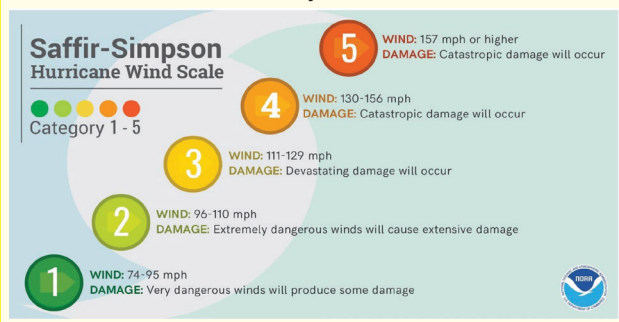 Saffir-Simpson
Hurricane Wind Scale
Category 1 - 5
5
WIND: 157 mph or higher
DAMAGE: Catastropic damage will occur
4
WIND: 130-156 mph
DAMAGE: Catastropic damage will occur
3
WIND: 111-129 mph
DAMAGE: Devastating damage will occur
2
WIND: 96-110 mph
DAMAGE: Extremely dangerous winds will cause extensive damage
1
WIND: 74-95 mph
DAMAGE: Very dangerous winds will produce some damage
NOAA